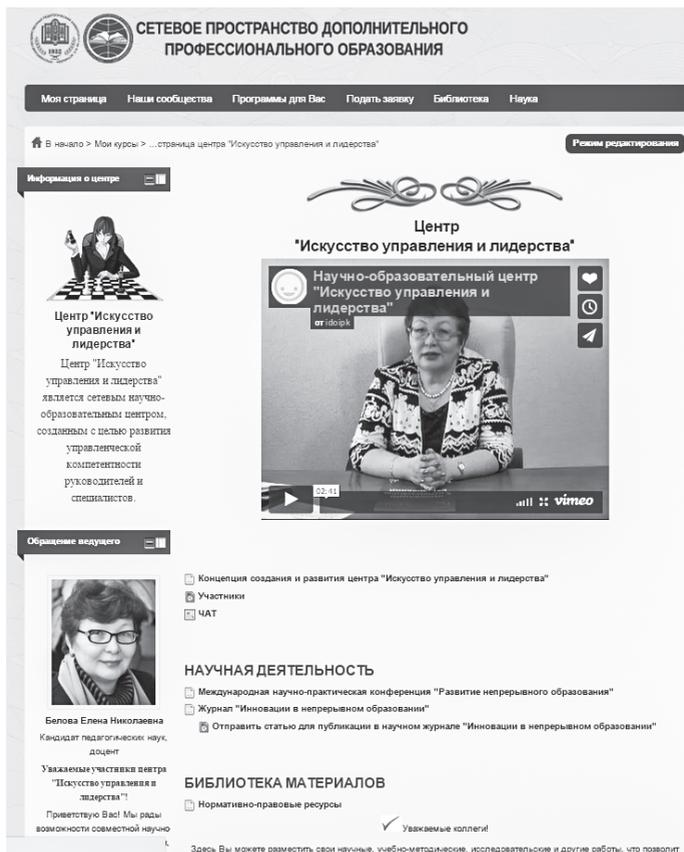 СЕТЕВОЕ ПРОСТРАНСТВО ДОПОЛНИТЕЛЬНОГО
ПРОФЕССИОНАЛЬНОГО ОБРАЗОВАНИЯ
1932
Моя страница Наши сообщества Программы для Вас Подать заявку Библиотека Наука
В начало > Мои курсы > ...страница центра "Искусство управления и лидерства"
Режим редактирования
Информация о центре
Центр "Искусство
управления и
лидерства"
Центр "Искусство
управления и лидерства"
является сетевым научно-
образовательным центром,
созданным с целью развития
управленческой
компетентности
руководителей и
специалистов.
Обращение ведущего
Белова Елена Николаевна
Кандидат педагогических наук,
доцент
Уважаемые участники центра
"Искусство управления и
лидерства"!
Приветствую Вас! Мы рады
возможности совместной научно
Центр
"Искусство управления и лидерства"
Научно-образовательный центр
"Искусство управления и
лидерства"
от idoipk
02:41
vimeo
Концепция создания и развития центра "Искусство управления и лидерства"
Участники
ЧАТ
НАУЧНАЯ ДЕЯТЕЛЬНОСТЬ
Международная научно-практическая конференция "Развитие непрерывного образования"
Журнал "Инновации в непрерывном образовании"
Отправить статью для публикации в научном журнале "Инновации в непрерывном образовании"
БИБЛИОТЕКА МАТЕРИАЛОВ
Нормативно-правовые ресурсы
Уважаемые коллеги!
Здесь Вы можете разместить свои научные, учебно-методические, исследовательские и другие работы, что позволит